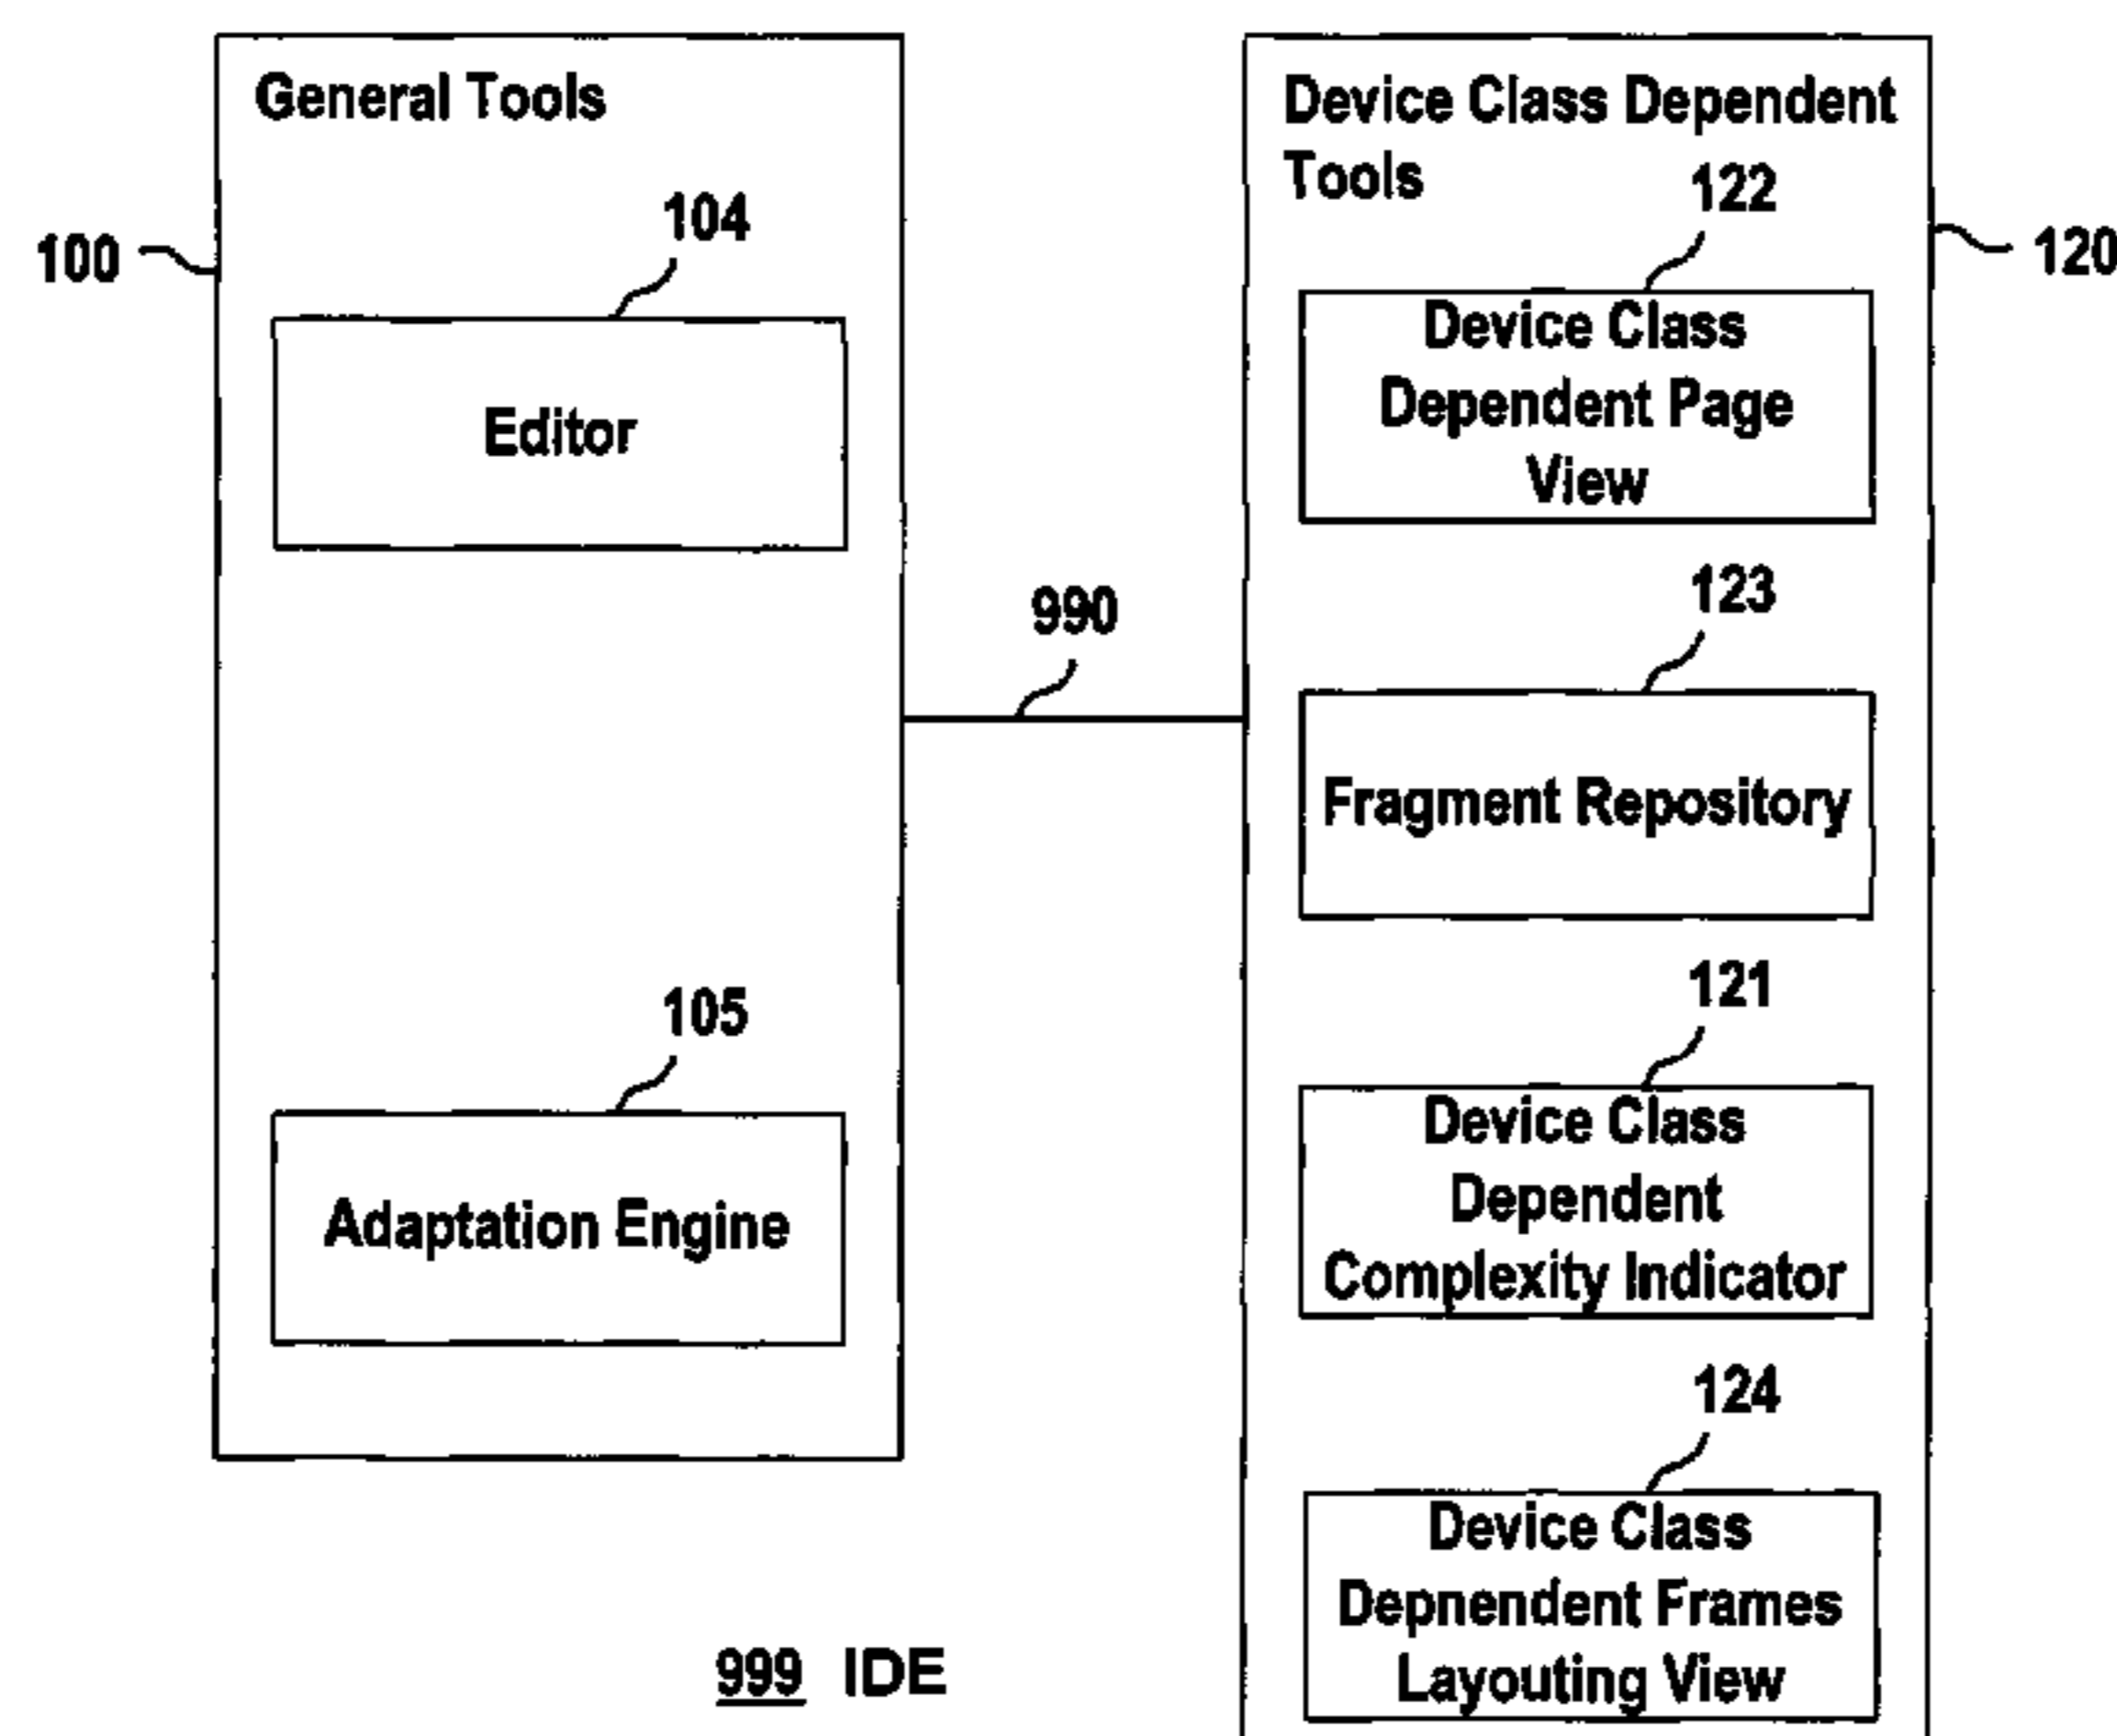 General Tools
100
104
Editor
105
Adaptation Engine
990
Device Class Dependent
Tools
120
122
Device Class
Dependent Page
View
123
Fragment Repository
121
Device Class
Dependent
Complexity Indicator
124
Device Class
Depnendent Frames
Layouting View
999 IDE